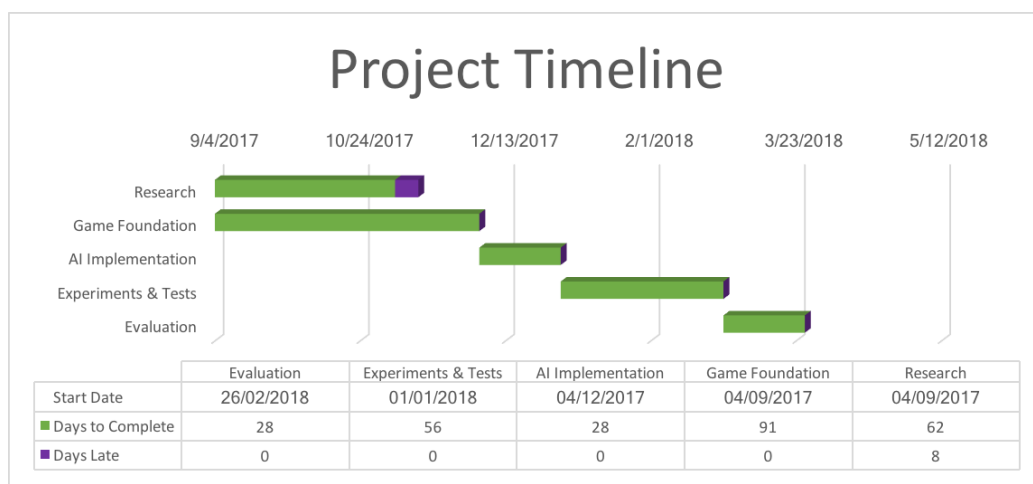 Project Timeline
9/4/2017 10/24/2017 12/13/2017 2/1/2018 3/23/2018 5/12/2018
Research
Game Foundation
AI Implementation
Experiments & Tests
Evaluation
Evaluation Experiments & Tests AI Implementation Game Foundation Research
Start Date 26/02/2018 01/01/2018 04/12/2017 04/09/2017 04/09/2017
Days to Complete 28 56 28 91 62
Days Late 0 0 0 0 8